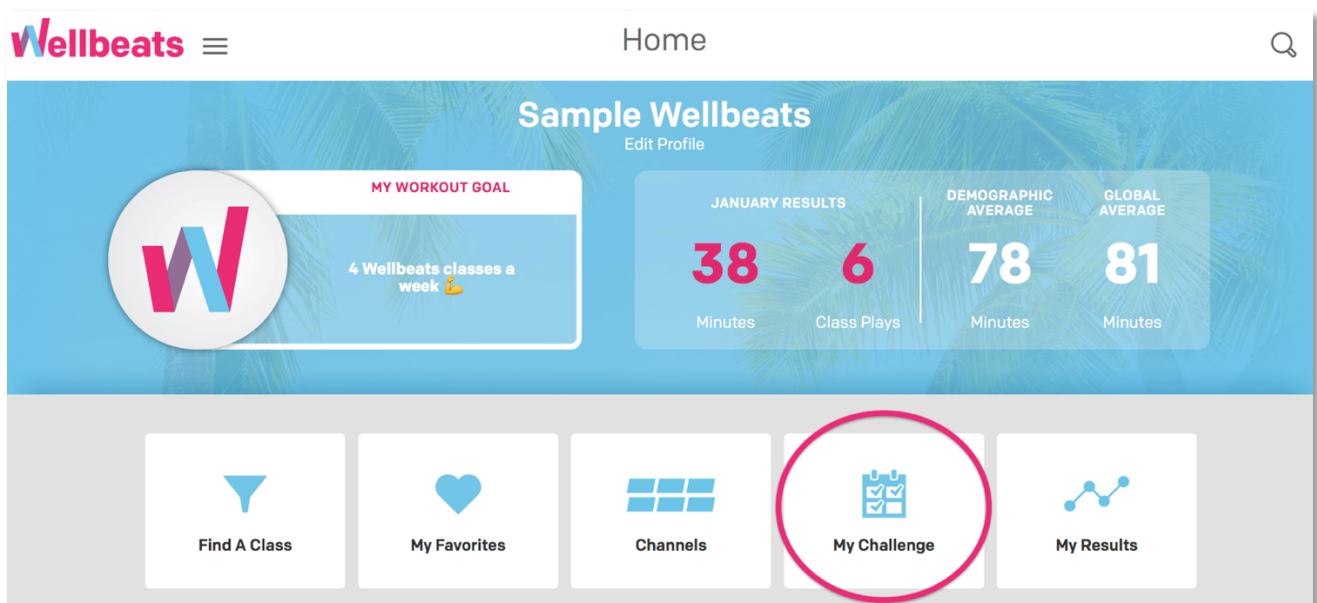 Wellbeats
Home
Sample Wellbeats
Edit Profile
MY WORKOUT GOAL
4 Wellbeats classes a
week 💪
JANUARY RESULTS
38
Minutes
6
Class Plays
DEMOGRAPHIC
AVERAGE
78
Minutes
GLOBAL
AVERAGE
81
Minutes
Find A Class
My Favorites
Channels
My Challenge
My Results